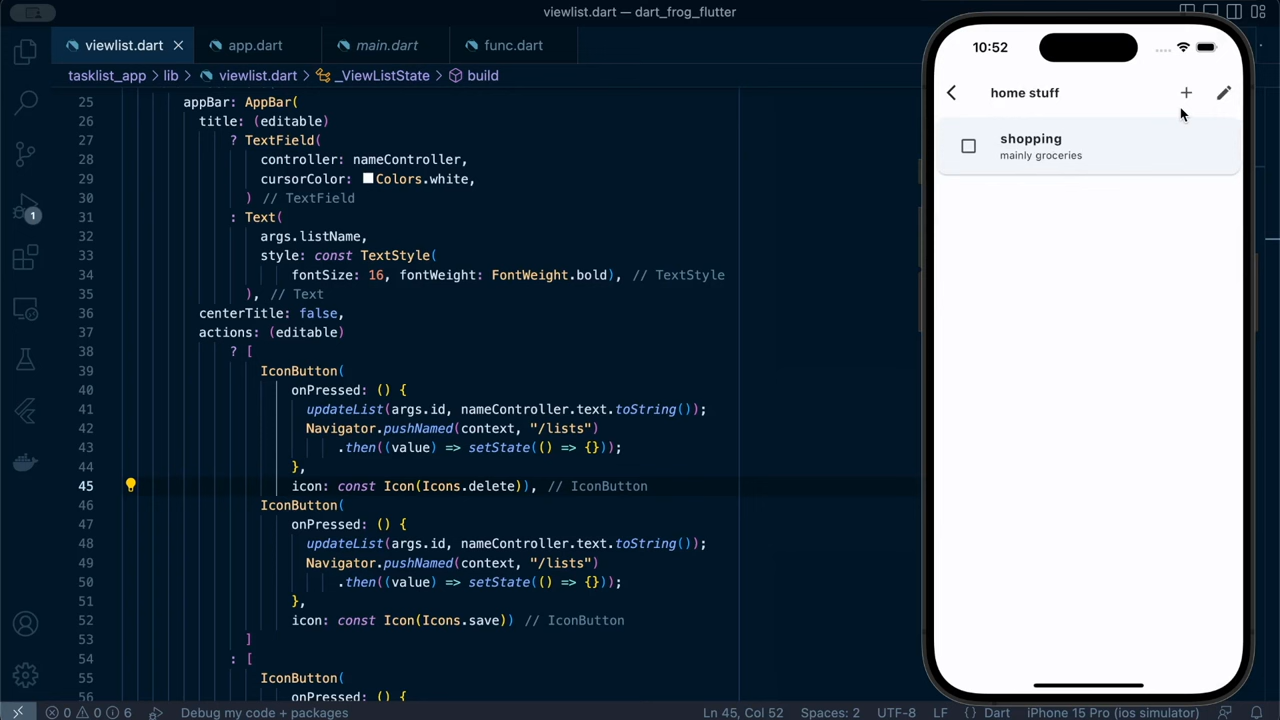 viewlist.dart — dart_frog_flutter
viewlist.dart
app.dart
main.dart
func.dart
tasklist_app > lib > viewlist.dart > _ViewListState > build
25 appBar: AppBar(
26 title: (editable)
27 ? TextField(
28 controller: nameController,
29 cursorColor: Colors.white,
30 ) // TextField
31 : Text(
32 args.listName,
33 style: const TextStyle(
34 fontSize: 16, fontWeight: FontWeight.bold), // TextStyle
35 ), // Text
36 centerTitle: false,
37 actions: (editable)
38 ? [
39 IconButton(
40 onPressed: () {
41 updateList(args.id, nameController.text.toString());
42 Navigator.pushNamed(context, "/lists")
43 .then((value) => setState(() => {}));
44 },
45 icon: const Icon(Icons.delete)), // IconButton
46 IconButton(
47 onPressed: () {
48 updateList(args.id, nameController.text.toString());
49 Navigator.pushNamed(context, "/lists")
50 .then((value) => setState(() => {}));
51 },
52 icon: const Icon(Icons.save)) // IconButton
53 ]
54 : [
55 IconButton(
56 onPressed: () {
1
10:52
home stuff
shopping
mainly groceries
0 0 6 Debug my code + packages Ln 45, Col 52 Spaces: 2 UTF-8 LF {} Dart iPhone 15 Pro (ios simulator)